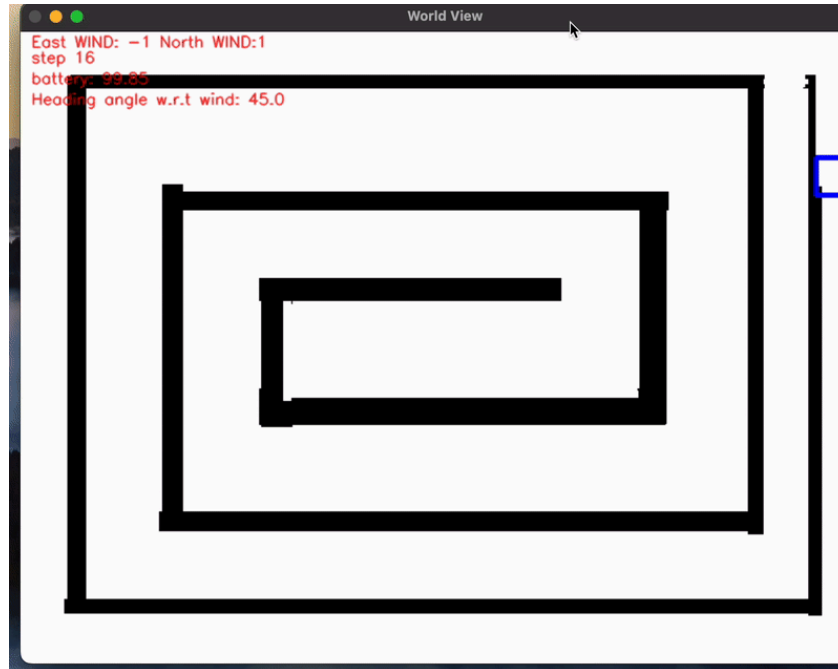 World View
East WIND: -1 North WIND:1
step 16
battery: 99.85
Heading angle w.r.t wind: 45.0